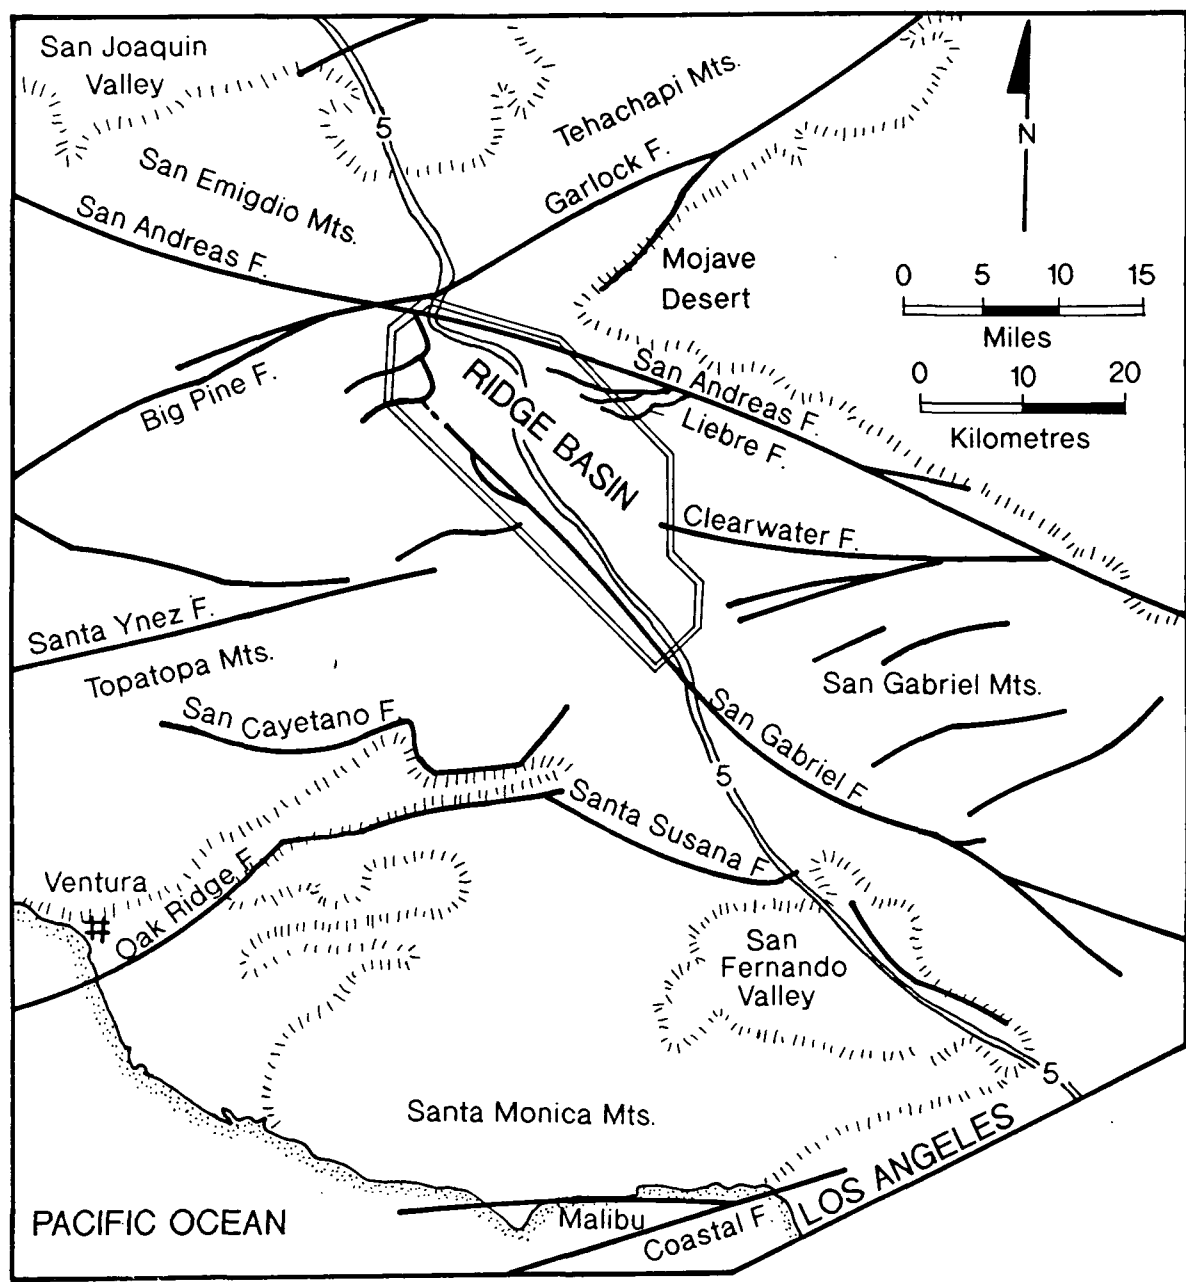 San Joaquin
Valley
5
Tehachapi Mts.
N
San Emigdio Mts.
Garlock F.
San Andreas F.
Mojave
Desert
0 5 10 15
Miles
0 10 20
Kilometres
RIDGE BASIN
San Andreas F.
Liebre F.
Big Pine F.
Clearwater F.
Santa Ynez F.
Topatopa Mts.
San Gabriel Mts.
San Cayetano F.
San Gabriel F.
5
Santa Susana F.
Ventura
Oak Ridge F.
San
Fernando
Valley
5
Santa Monica Mts.
LOS ANGELES
PACIFIC OCEAN
Malibu
Coastal F.